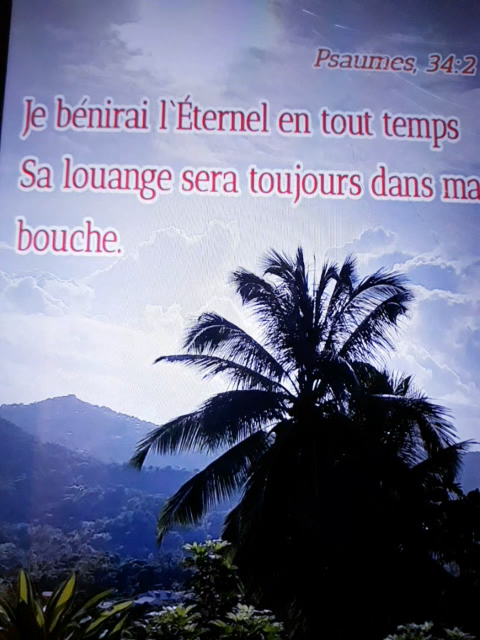 Psaumes, 34:2
Je bénirai l`Éternel en tout temps
Sa louange sera toujours dans ma
bouche.